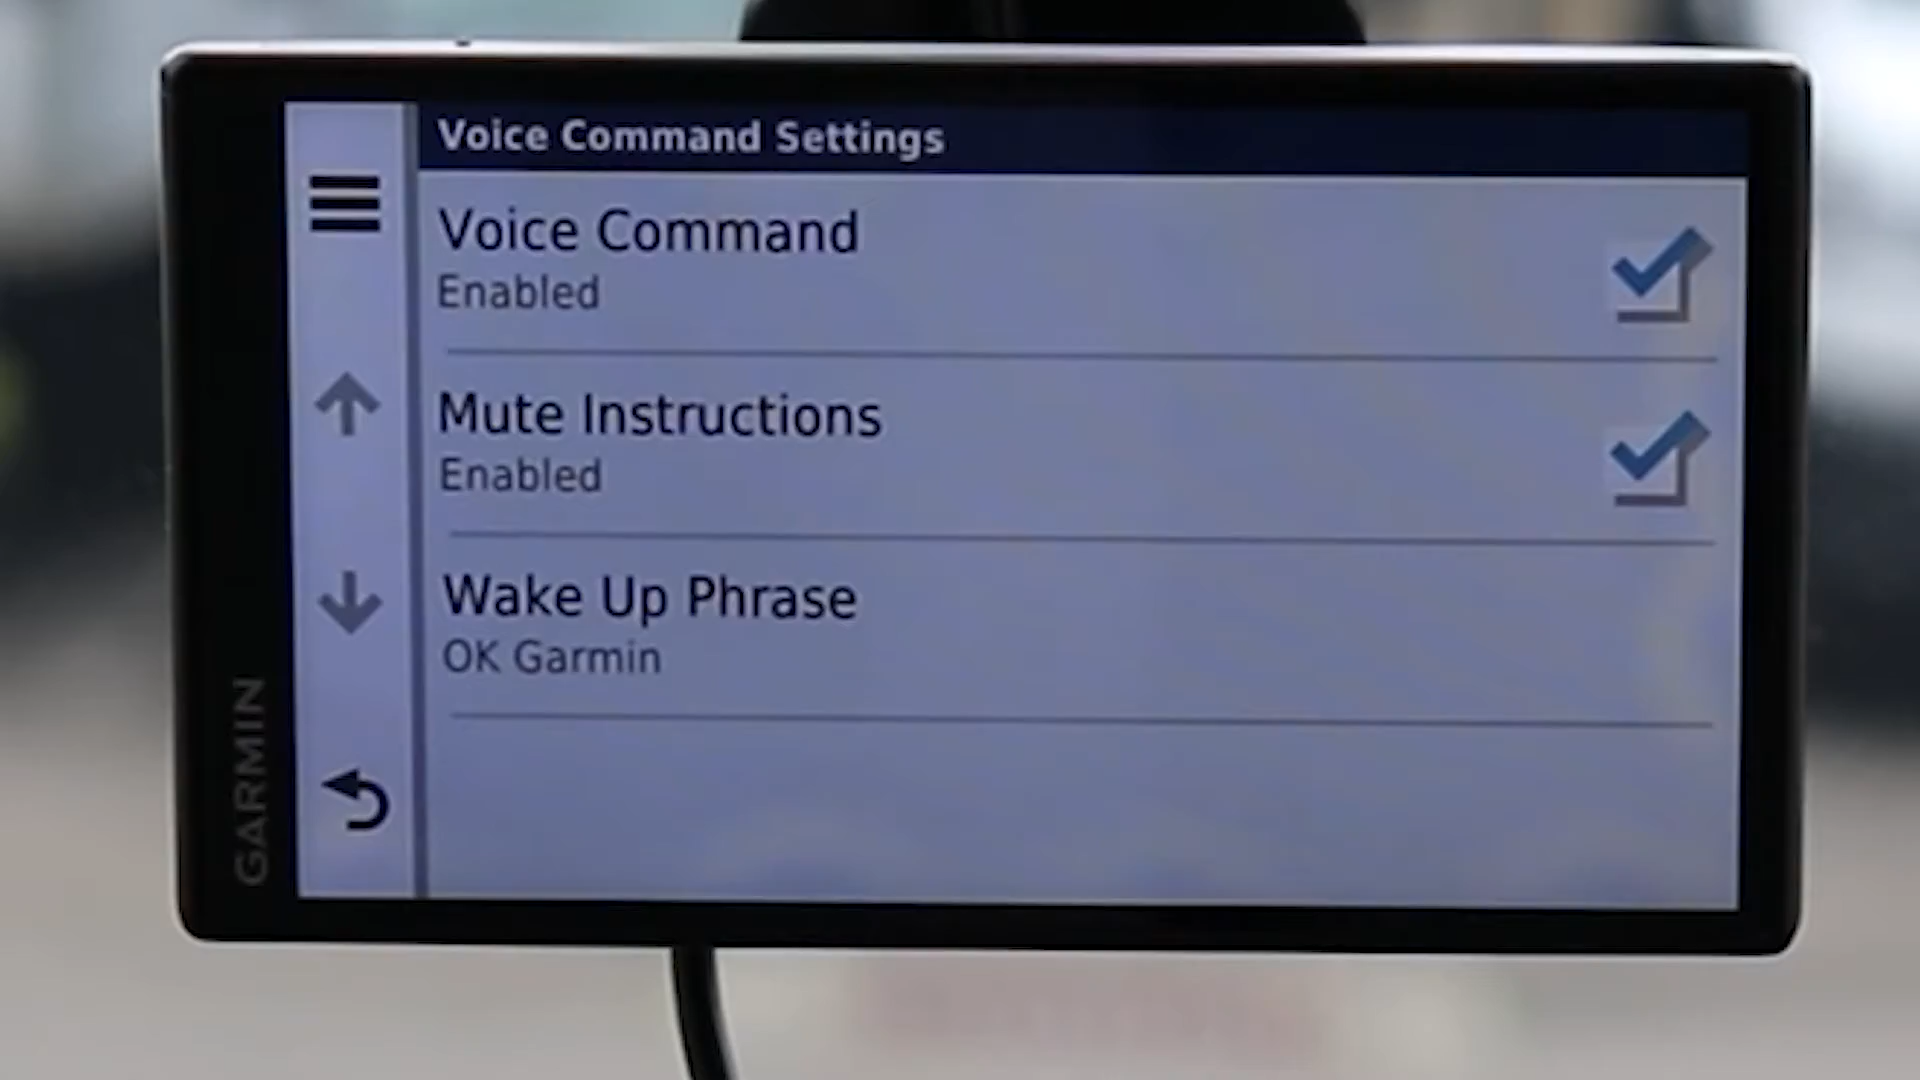 Voice Command Settings
Voice Command
Enabled
Mute Instructions
Enabled
Wake Up Phrase
OK Garmin
GARMIN